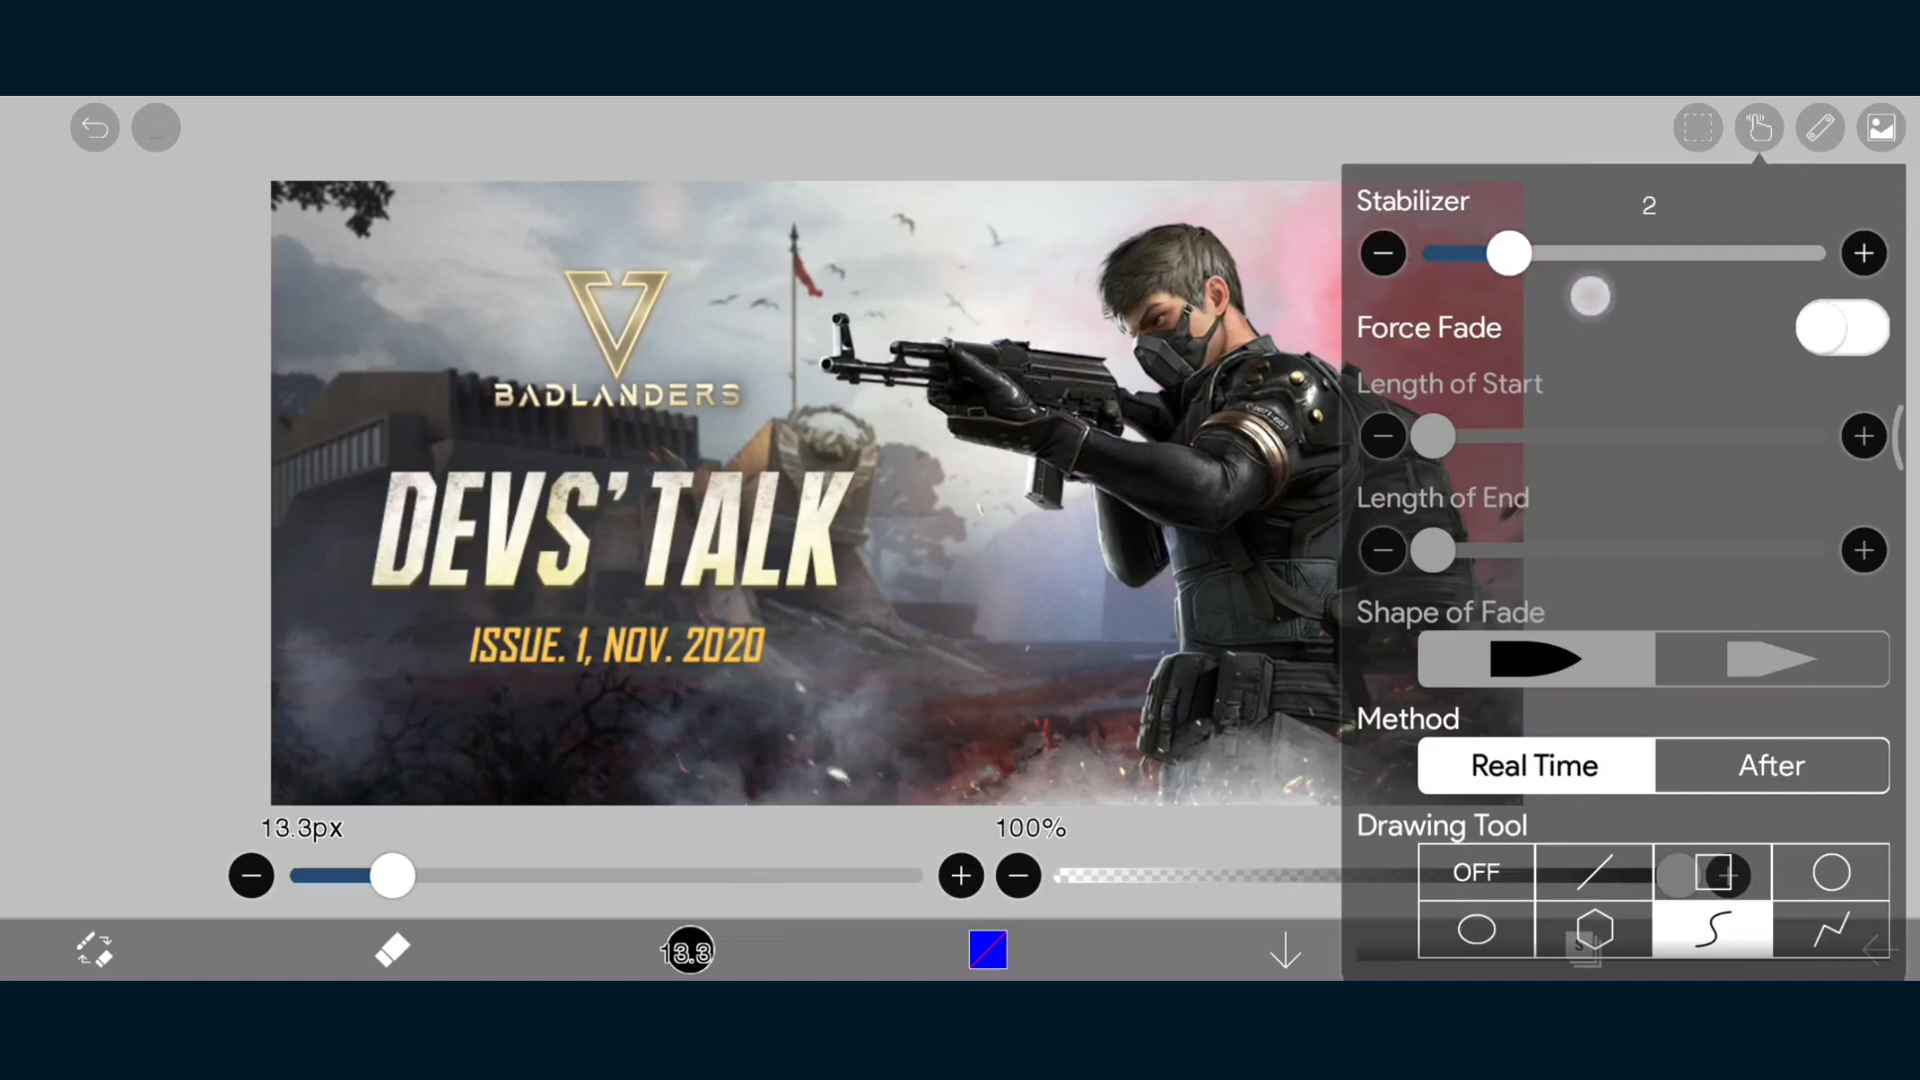 Stabilizer
2
Force Fade
Length of Start
Length of End
Shape of Fade
Method
Real Time
After
Drawing Tool
OFF
BADLANDERS
DEVS' TALK
ISSUE. 1, NOV. 2020
13.3px
100%
13.3
S